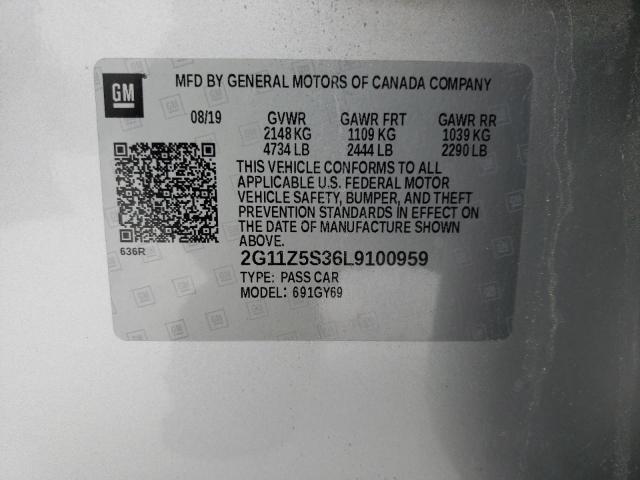 GM
MFD BY GENERAL MOTORS OF CANADA COMPANY
08/19 GVWR GAWR FRT GAWR RR
2148 KG 1109 KG 1039 KG
4734 LB 2444 LB 2290 LB
THIS VEHICLE CONFORMS TO ALL
APPLICABLE U.S. FEDERAL MOTOR
VEHICLE SAFETY, BUMPER, AND THEFT
PREVENTION STANDARDS IN EFFECT ON
THE DATE OF MANUFACTURE SHOWN
ABOVE.
636R
2G11Z5S36L9100959
TYPE: PASS CAR
MODEL: 691GY69